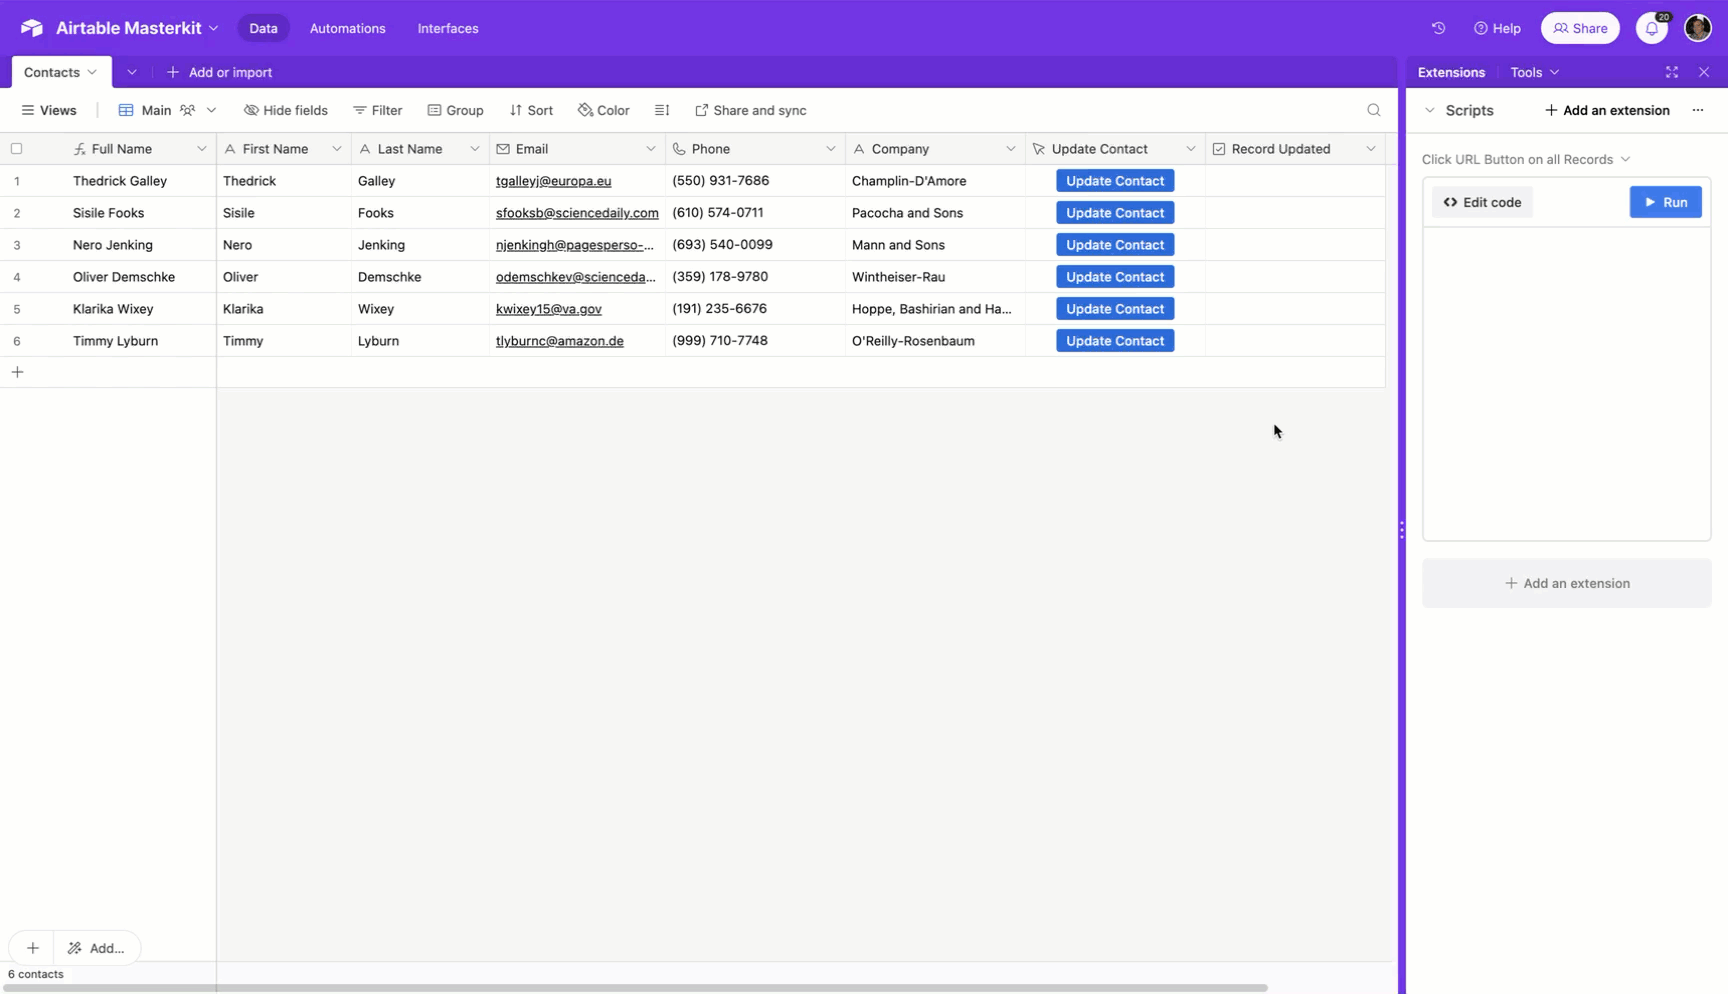 Airtable Masterkit Data Automations Interfaces Help Share 20
Contacts Add or import Extensions Tools
Views Main Hide fields Filter Group Sort Color Share and sync Scripts Add an extension
Full Name First Name Last Name Email Phone Company Update Contact Record Updated
Click URL Button on all Records
1 Thedrick Galley Thedrick Galley tgalleyj@europa.eu (550) 931-7686 Champlin-D'Amore Update Contact
Edit code Run
2 Sisile Fooks Sisile Fooks sfooksb@sciencedaily.com (610) 574-0711 Pacocha and Sons Update Contact
3 Nero Jenking Nero Jenking njenkingh@pagesperso-... (693) 540-0099 Mann and Sons Update Contact
4 Oliver Demschke Oliver Demschke odemschkev@scienceda... (359) 178-9780 Wintheiser-Rau Update Contact
5 Klarika Wixey Klarika Wixey kwixey15@va.gov (191) 235-6676 Hoppe, Bashirian and Ha... Update Contact
6 Timmy Lyburn Timmy Lyburn tlyburnc@amazon.de (999) 710-7748 O'Reilly-Rosenbaum Update Contact
Add an extension
Add...
6 contacts